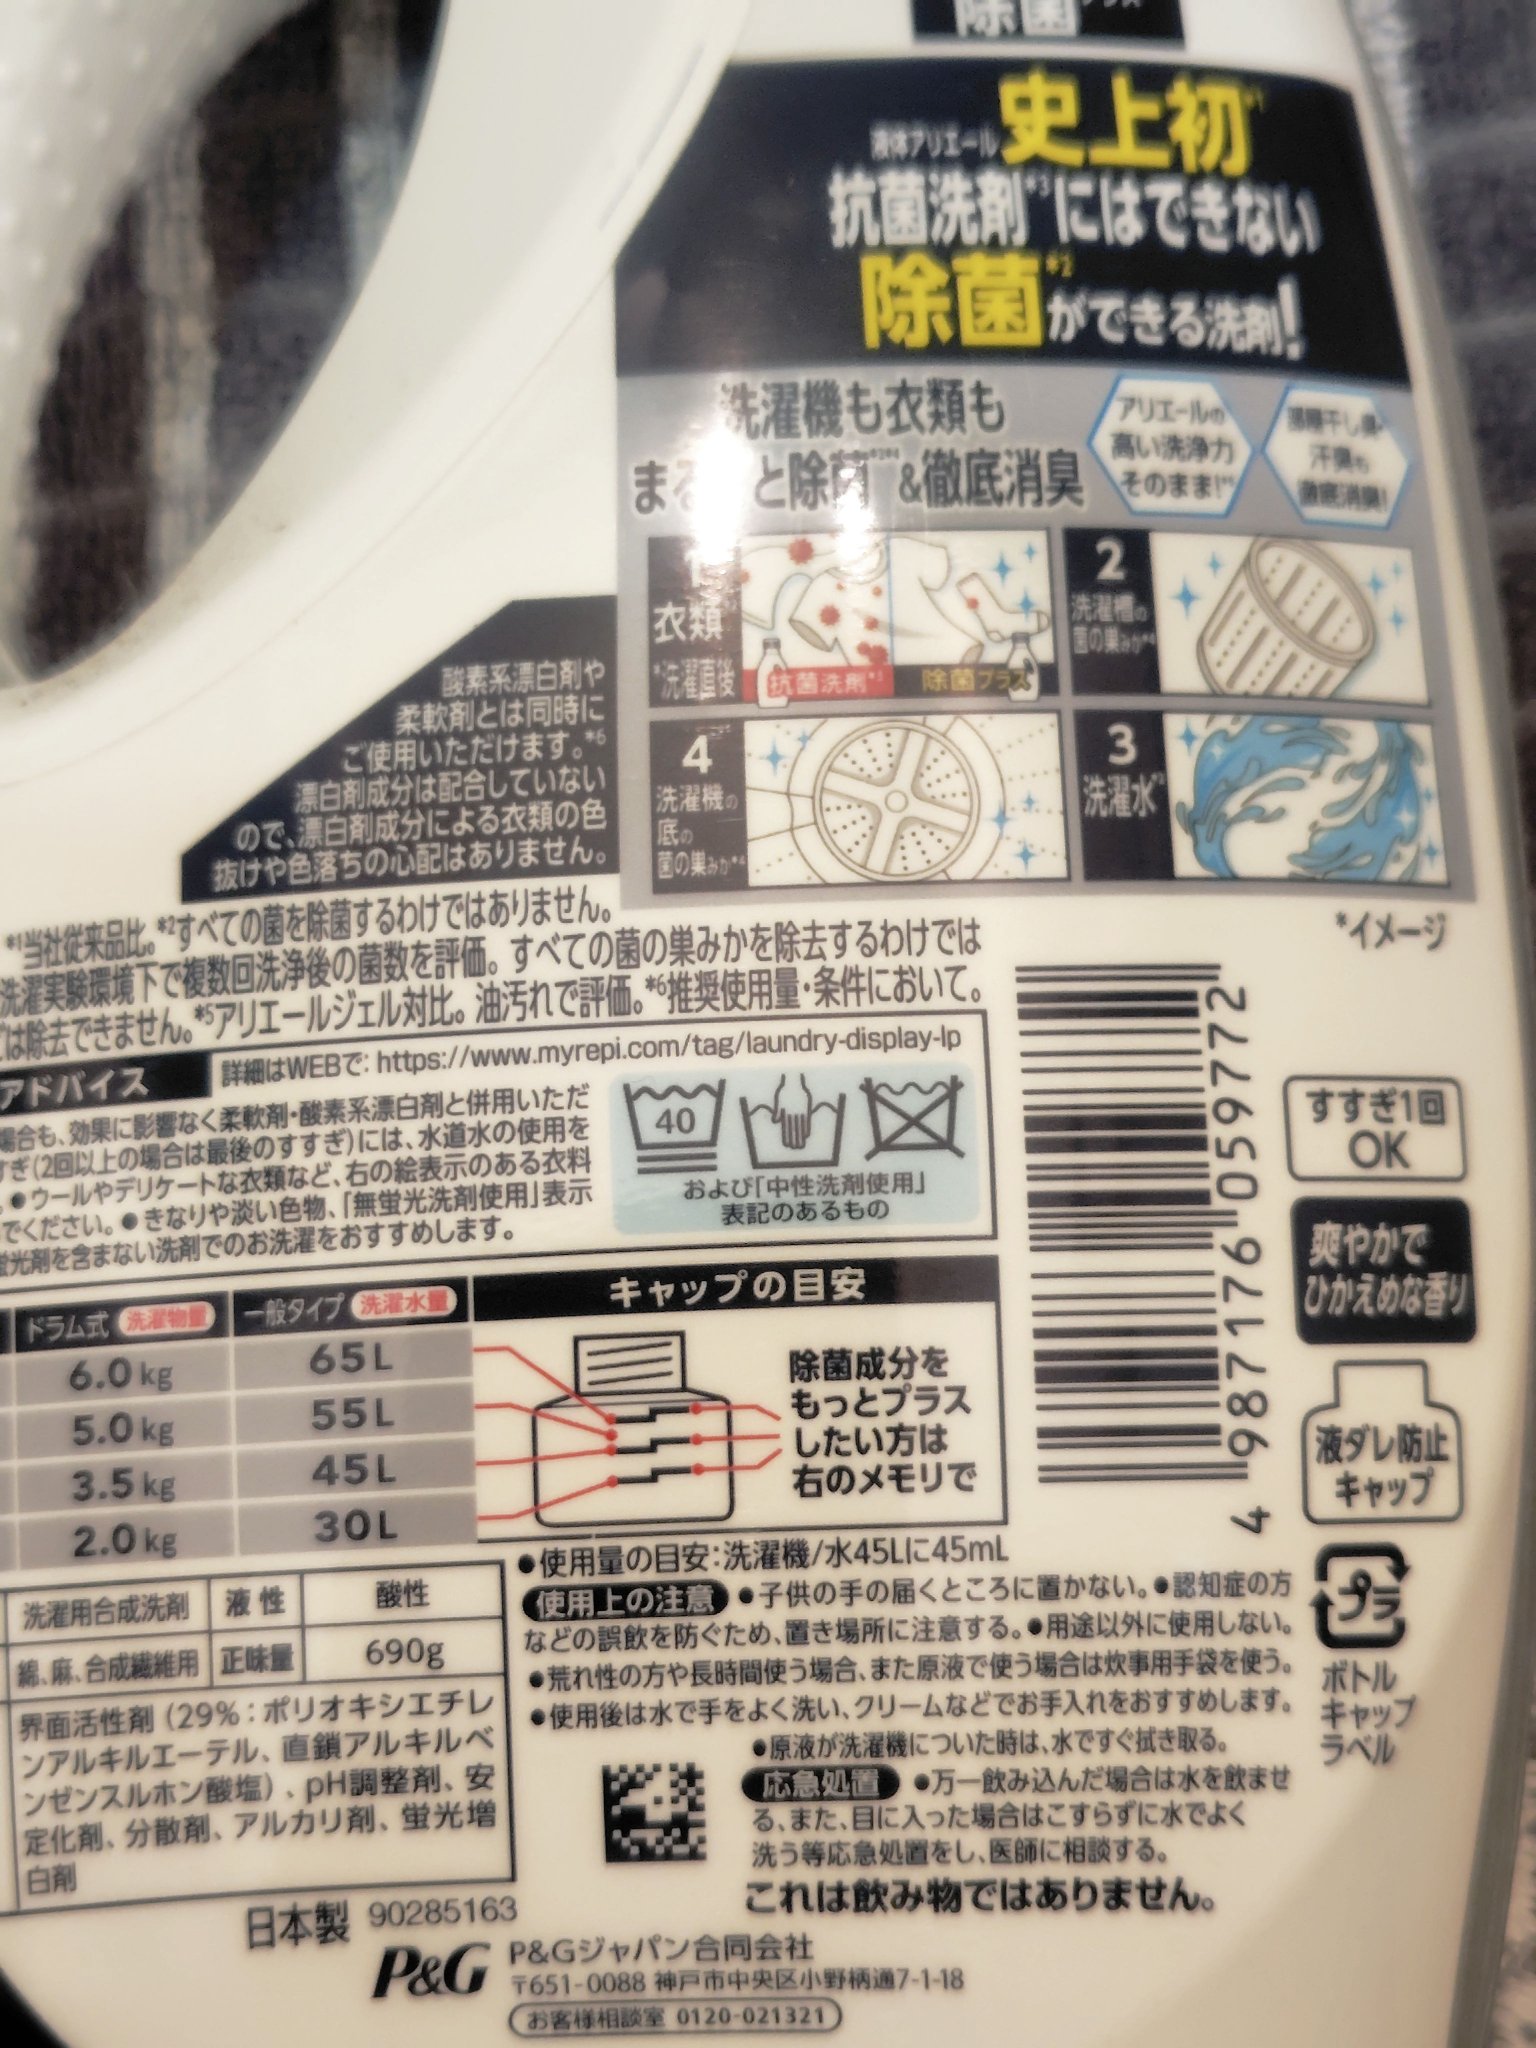 除菌プラス
液体アリエール史上初*1
抗菌洗剤*3にはできない
除菌*2ができる洗剤!
洗濯機も衣類も
と除菌*2*4&徹底消臭
アリエールの
高い洗浄力
そのまま!*5
部屋干し臭・
汗臭も
徹底消臭!
1
衣類*2
*洗濯直後
抗菌洗剤*3
除菌プラス
2
洗濯槽の
菌の巣みか*4
4
洗濯機の
底の
菌の巣みか*4
3
洗濯水*2
*イメージ
酸素系漂白剤や
柔軟剤とは同時に
ご使用いただけます。*6
漂白剤成分は配合していない
ので、漂白剤成分による衣類の色
抜けや色落ちの心配はありません。
*1当社従来品比。*2すべての菌を除菌するわけではありません。
洗濯実験環境下で複数回洗浄後の菌数を評価。すべての菌の巣みかを除去するわけでは
は除去できません。*5アリエールジェル対比。油汚れで評価。*6推奨使用量・条件において。
アドバイス
詳細はWEBで: https://www.myrepi.com/tag/laundry-display-lp
場合も、効果に影響なく柔軟剤・酸素系漂白剤と併用いただ
すぎ(2回以上の場合は最後のすすぎ)には、水道水の使用を
。●ウールやデリケートな衣類など、右の絵表示のある衣料
でください。●きなりや淡い色物、「無蛍光洗剤使用」表示
蛍光剤を含まない洗剤でのお洗濯をおすすめします。
40
および「中性洗剤使用」
表記のあるもの
4 987176 059772
すすぎ1回
OK
爽やかで
ひかえめな香り
液ダレ防止
キャップ
プラ
ボトル
キャップ
ラベル
ドラム式 洗濯物量 一般タイプ 洗濯水量
6.0kg 65L
5.0kg 55L
3.5kg 45L
2.0kg 30L
キャップの目安
除菌成分を
もっとプラス
したい方は
右のメモリで
●使用量の目安:洗濯機/水45Lに45mL
使用上の注意 ●子供の手の届くところに置かない。●認知症の方
などの誤飲を防ぐため、置き場所に注意する。●用途以外に使用しない。
●荒れ性の方や長時間使う場合、また原液で使う場合は炊事用手袋を使う。
●使用後は水で手をよく洗い、クリームなどでお手入れをおすすめします。
●原液が洗濯機についた時は、水ですぐ拭き取る。
応急処置 ●万一飲み込んだ場合は水を飲ませ
る、また、目に入った場合はこすらずに水でよく
洗う等応急処置をし、医師に相談する。
これは飲み物ではありません。
洗濯用合成洗剤 液性 酸性
綿、麻、合成繊維用 正味量 690g
界面活性剤(29%:ポリオキシエチレ
ンアルキルエーテル、直鎖アルキルベ
ンゼンスルホン酸塩)、pH調整剤、安
定化剤、分散剤、アルカリ剤、蛍光増
白剤
日本製 90285163
P&G
P&Gジャパン合同会社
〒651-0088 神戸市中央区小野柄通7-1-18
お客様相談室 0120-021321